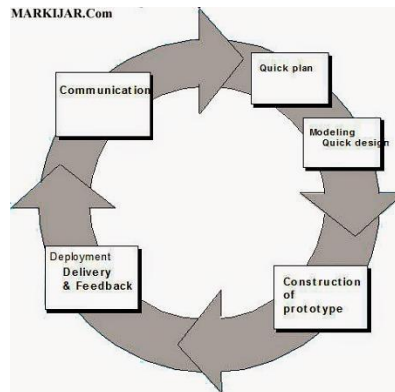 MARKIJAR.Com
Communication
Quick plan
Modeling
Quick design
Construction
of
prototype
Deployment
Delivery
& Feedback